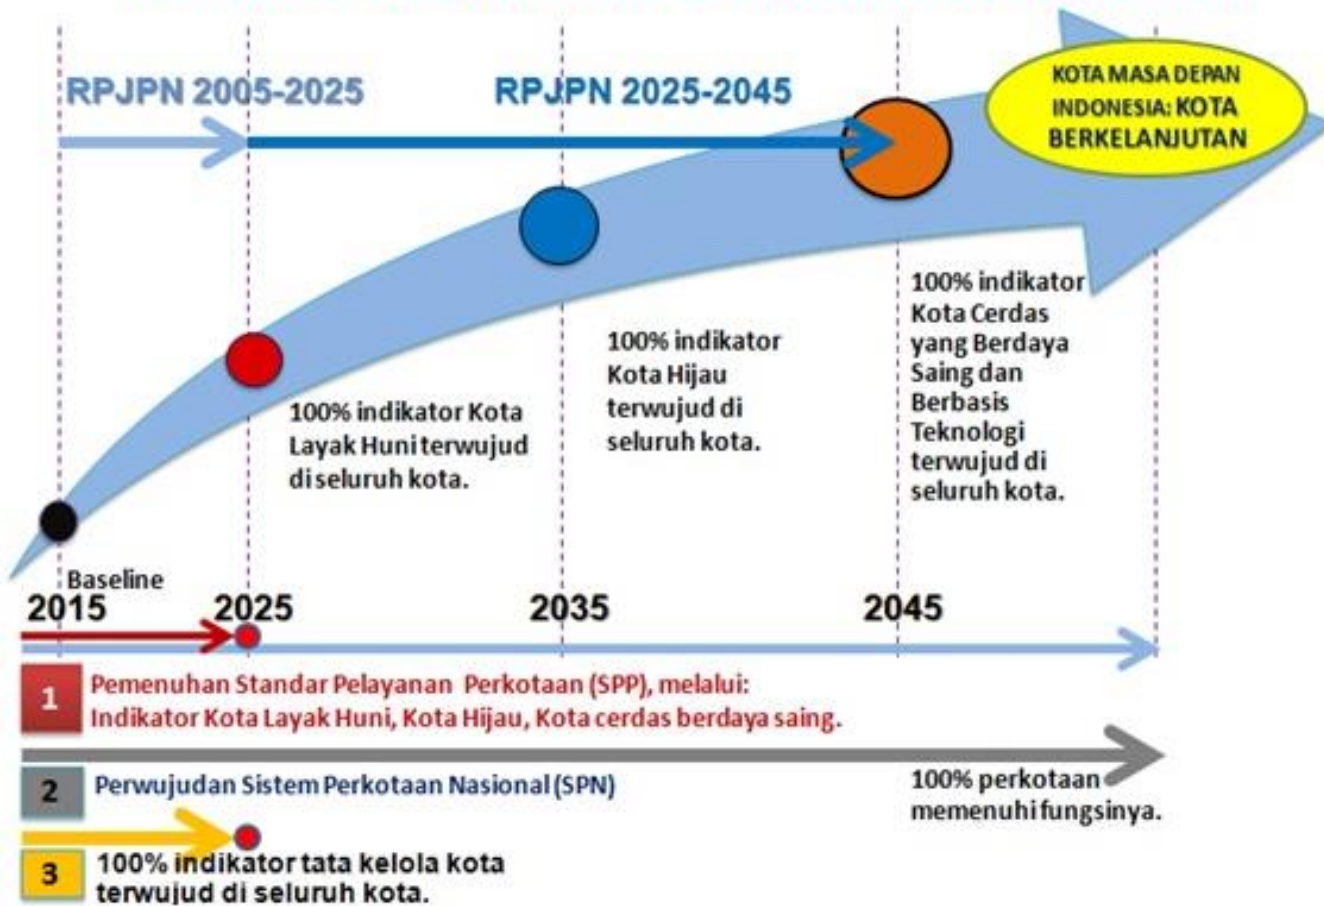 RPJPN 2005-2025
RPJPN 2025-2045
KOTA MASA DEPAN
INDONESIA: KOTA
BERKELANJUTAN
100% indikator Kota
Layak Huni terwujud
di seluruh kota.
100% indikator
Kota Hijau
terwujud di
seluruh kota.
100% indikator
Kota Cerdas
yang Berdaya
Saing dan
Berbasis
Teknologi
terwujud di
seluruh kota.
Baseline
2015
2025
2035
2045
1
Pemenuhan Standar Pelayanan Perkotaan (SPP), melalui:
Indikator Kota Layak Huni, Kota Hijau, Kota cerdas berdaya saing.
2
Perwujudan Sistem Perkotaan Nasional (SPN)
100% perkotaan
memenuhi fungsinya.
3
100% indikator tata kelola kota
terwujud di seluruh kota.